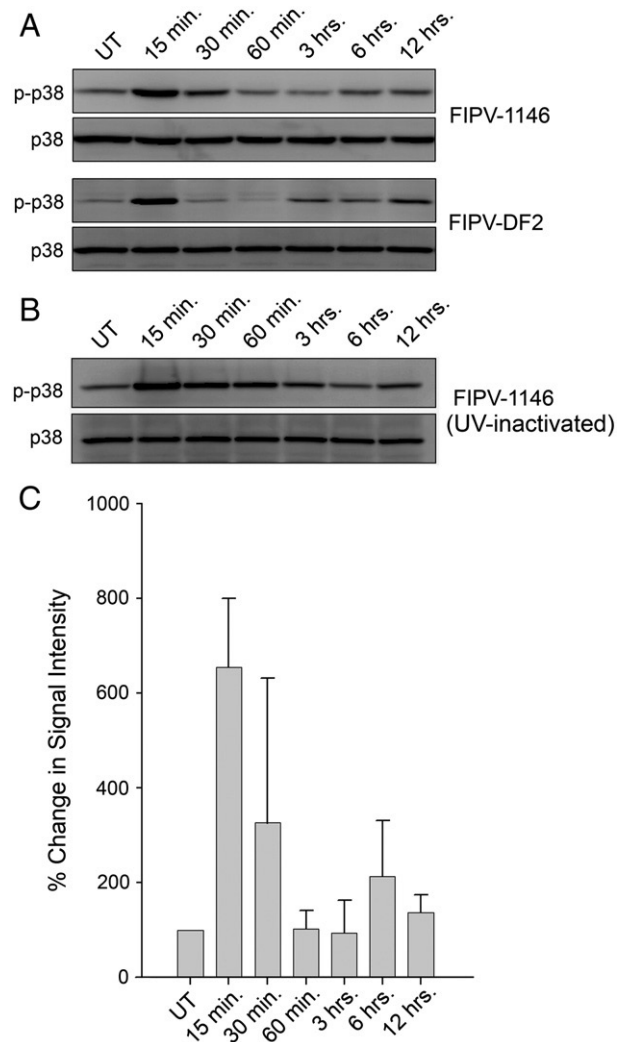 A
UT 15 min. 30 min. 60 min. 3 hrs. 6 hrs. 12 hrs.
p-p38
p38
FIPV-1146
p-p38
p38
FIPV-DF2
B
UT 15 min. 30 min. 60 min. 3 hrs. 6 hrs. 12 hrs.
p-p38
p38
FIPV-1146
(UV-inactivated)
C
% Change in Signal Intensity
1000
800
600
400
200
0
UT 15 min. 30 min. 60 min. 3 hrs. 6 hrs. 12 hrs.